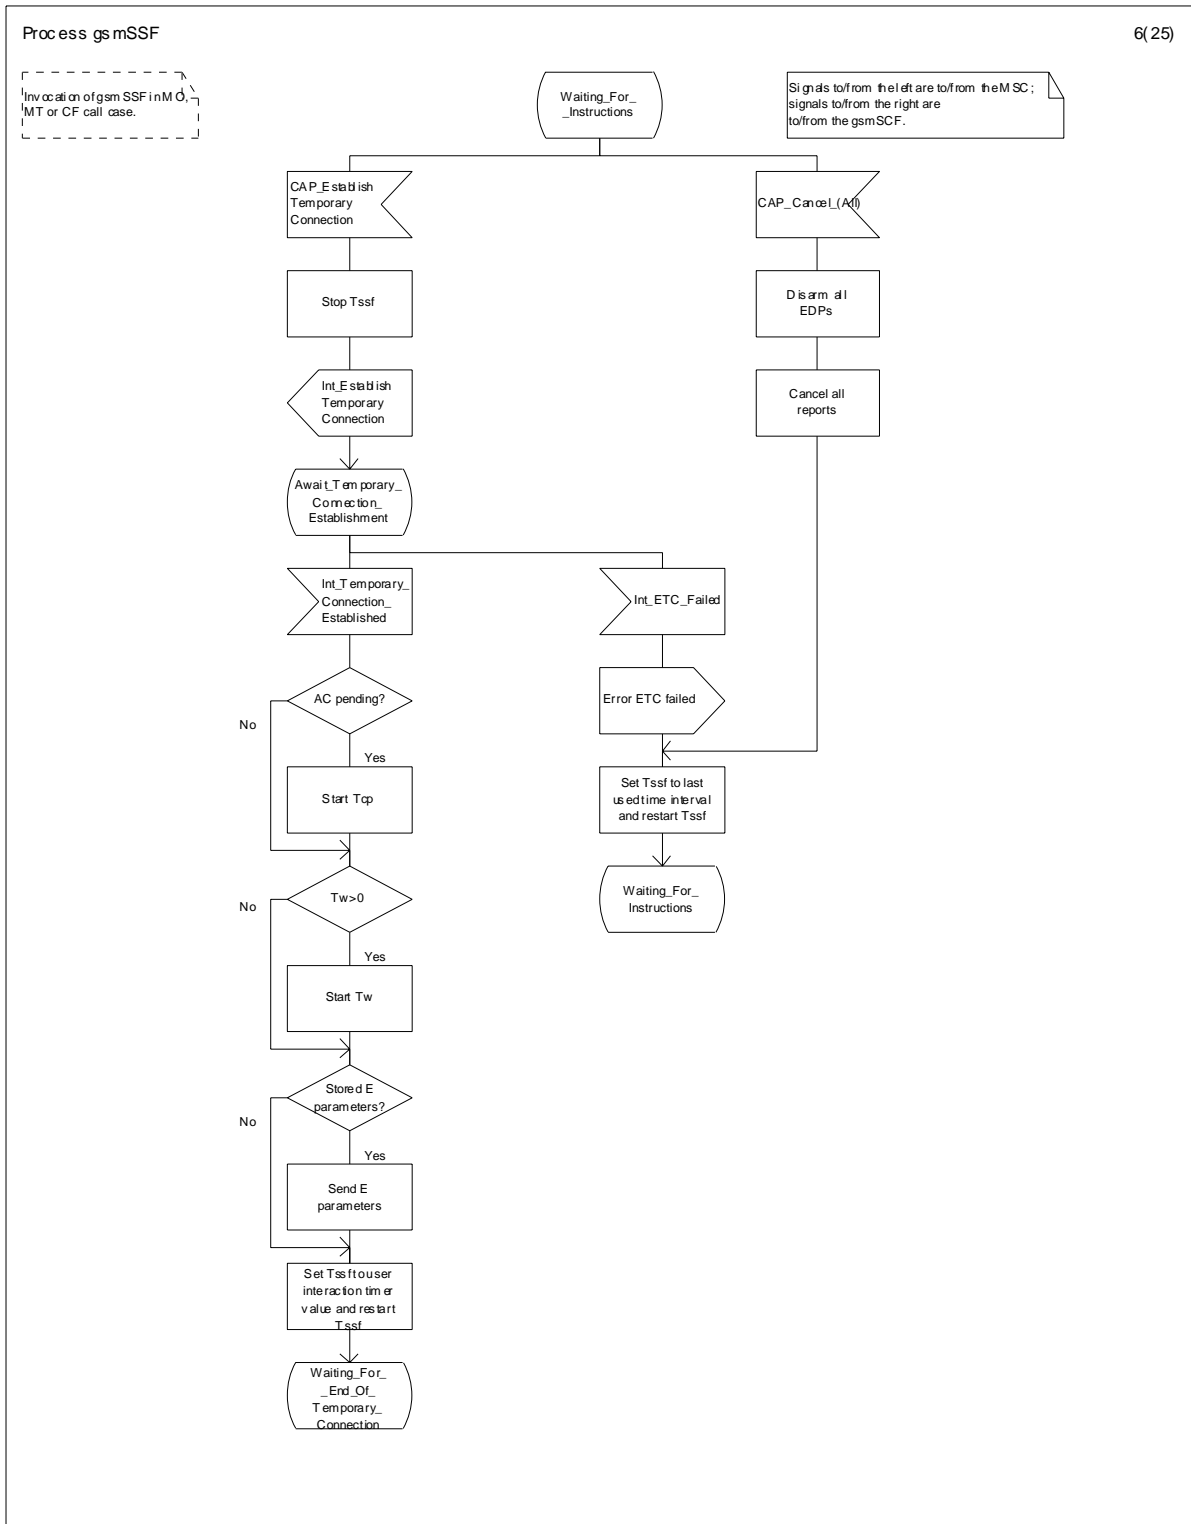 Process gsmSSF
6(25)
Invocation of gsmSSF in MO,
MT or CF call case.
Waiting_For_
_Instructions
Signals to/from the left are to/from the MSC;
signals to/from the right are
to/from the gsmSCF.
CAP_Establish
Temporary
Connection
CAP_Cancel_(All)
Stop Tssf
Disarm all
EDPs
Int_Establish
Temporary
Connection
Cancel all
reports
Await_Temporary_
Connection_
Establishment
Int_Temporary_
Connection_
Established
Int_ETC_Failed
AC pending?
Error ETC failed
No
Yes
Start Tcp
Set Tssf to last
used time interval
and restart Tssf
Tw>0
Waiting_For_
Instructions
No
Yes
Start Tw
Stored E
parameters?
No
Yes
Send E
parameters
Set Tssf to user
interaction timer
value and restart
Tssf
Waiting_For_
_End_Of_
Temporary_
Connection